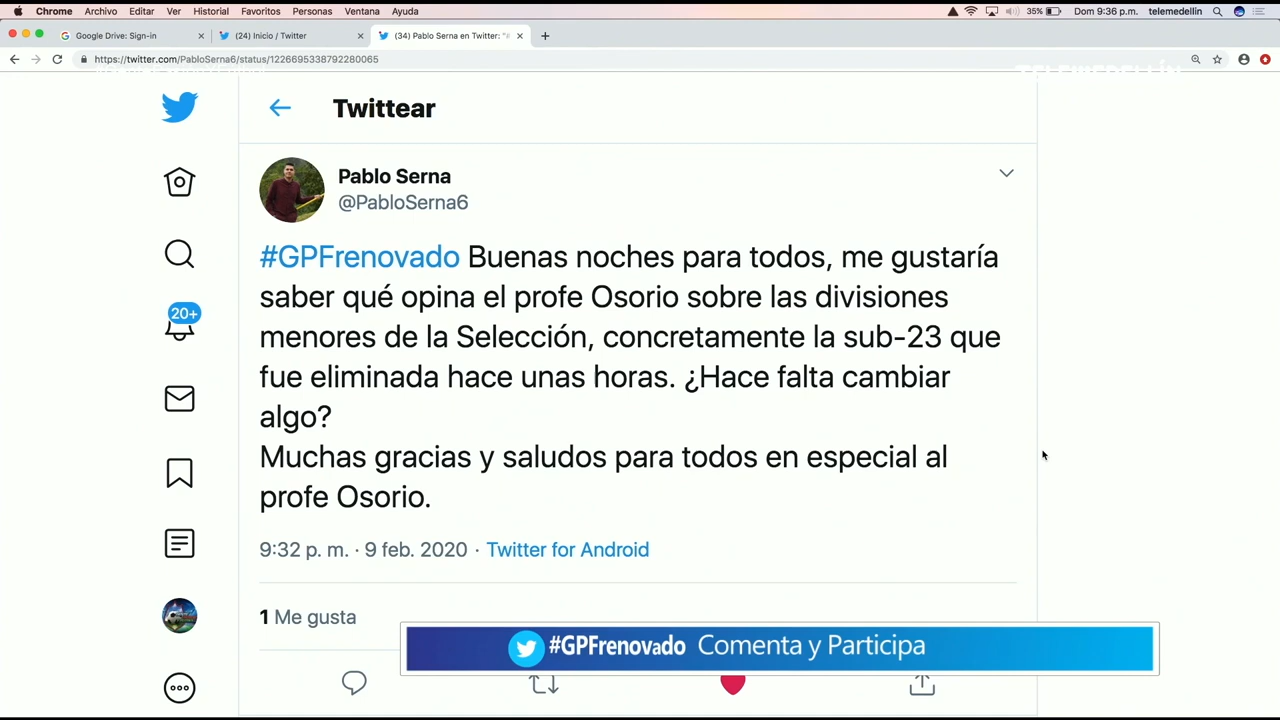 Chrome Archivo Editar Ver Historial Favoritos Personas Ventana Ayuda 35% Dom 9:36 p.m. telemedellin
Google Drive: Sign-in (24) Inicio / Twitter (34) Pablo Serna en Twitter: "#
https://twitter.com/PabloSerna6/status/1226695338792280065
TELEMEDELLÍN
Twittear
Pablo Serna
@PabloSerna6
#GPFrenovado Buenas noches para todos, me gustaría
saber qué opina el profe Osorio sobre las divisiones
menores de la Selección, concretamente la sub-23 que
20+
fue eliminada hace unas horas. ¿Hace falta cambiar
algo?
Muchas gracias y saludos para todos en especial al
profe Osorio.
9:32 p. m. · 9 feb. 2020 · Twitter for Android
1 Me gusta
#GPFrenovado Comenta y Participa